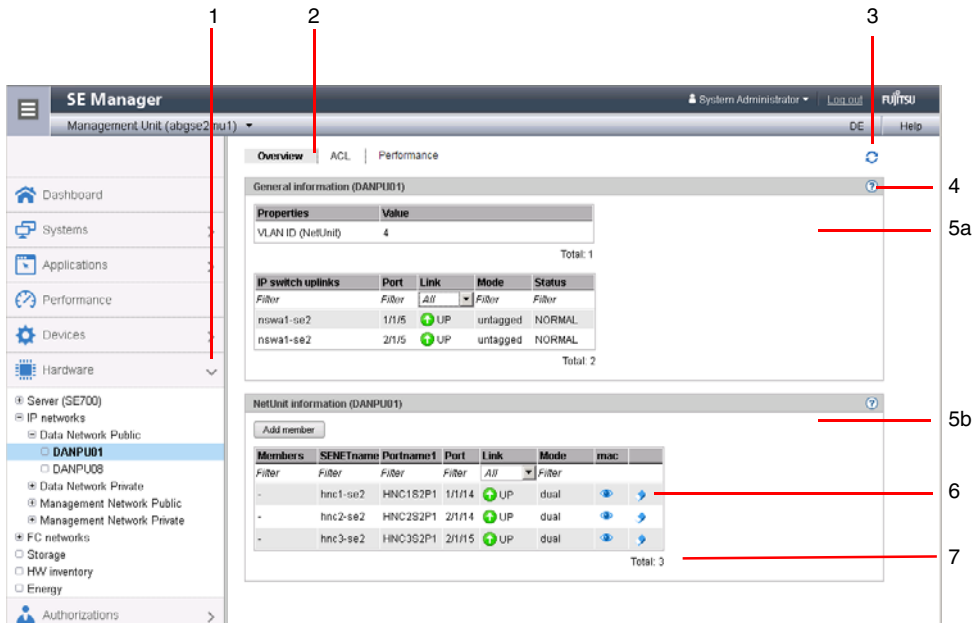 1 2 3
SE Manager System Administrator Log out FUJITSU
Management Unit (abgse2mu1) DE Help
Overview ACL Performance
General information (DANPU01) 4
Dashboard
Properties Value
Systems VLAN ID (NetUnit) 4 5a
Total: 1
Applications
IP switch uplinks Port Link Mode Status
Performance Filter Filter All Filter Filter
nswa1-se2 1/1/5 UP untagged NORMAL
Devices nswa1-se2 2/1/5 UP untagged NORMAL
Total: 2
Hardware
Server (SE700) NetUnit information (DANPU01)
IP networks 5b
Data Network Public Add member
DANPU01 Members SENETname Portname1 Port Link Mode mac
DANPU08 Filter Filter Filter Filter All Filter
Data Network Private - hnc1-se2 HNC1S2P1 1/1/14 UP dual 6
Management Network Public - hnc2-se2 HNC2S2P1 2/1/14 UP dual
Management Network Private
FC networks - hnc3-se2 HNC3S2P1 2/1/15 UP dual
Storage Total: 3 7
HW inventory
Energy
Authorizations